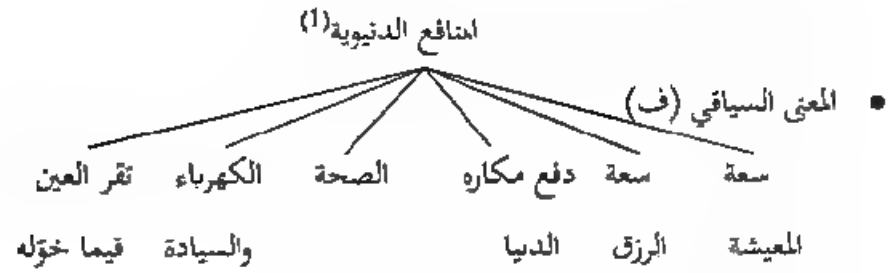 المنافع الدنيوية(1)
• المعنى السياقي (ف)
سعة سعة دفع مكاره الصحة الكهرباء تقر العين
المعيشة الرزق الدنيا والسيادة فيما خوّله